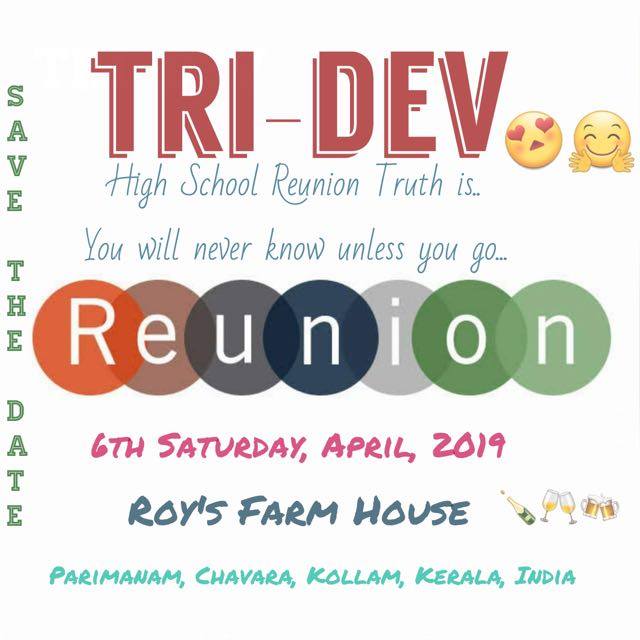 SAVE THE DATE
TRI-DEV
High School Reunion Truth is..
You will never know unless you go...
Reunion
6th Saturday, April, 2019
Roy's Farm House
Parimanam, Chavara, Kollam, Kerala, India